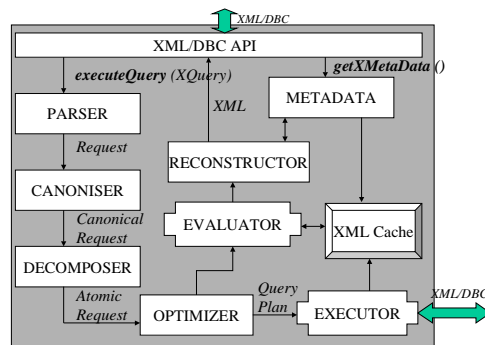 XML/DBC
XML/DBC API
executeQuery (XQuery)
getXMetaData ()
METADATA
XML
PARSER
Request
RECONSTRUCTOR
CANONISER
Canonical
Request
EVALUATOR
XML Cache
DECOMPOSER
Atomic
Request
OPTIMIZER
Query
Plan
EXECUTOR
XML/DBC